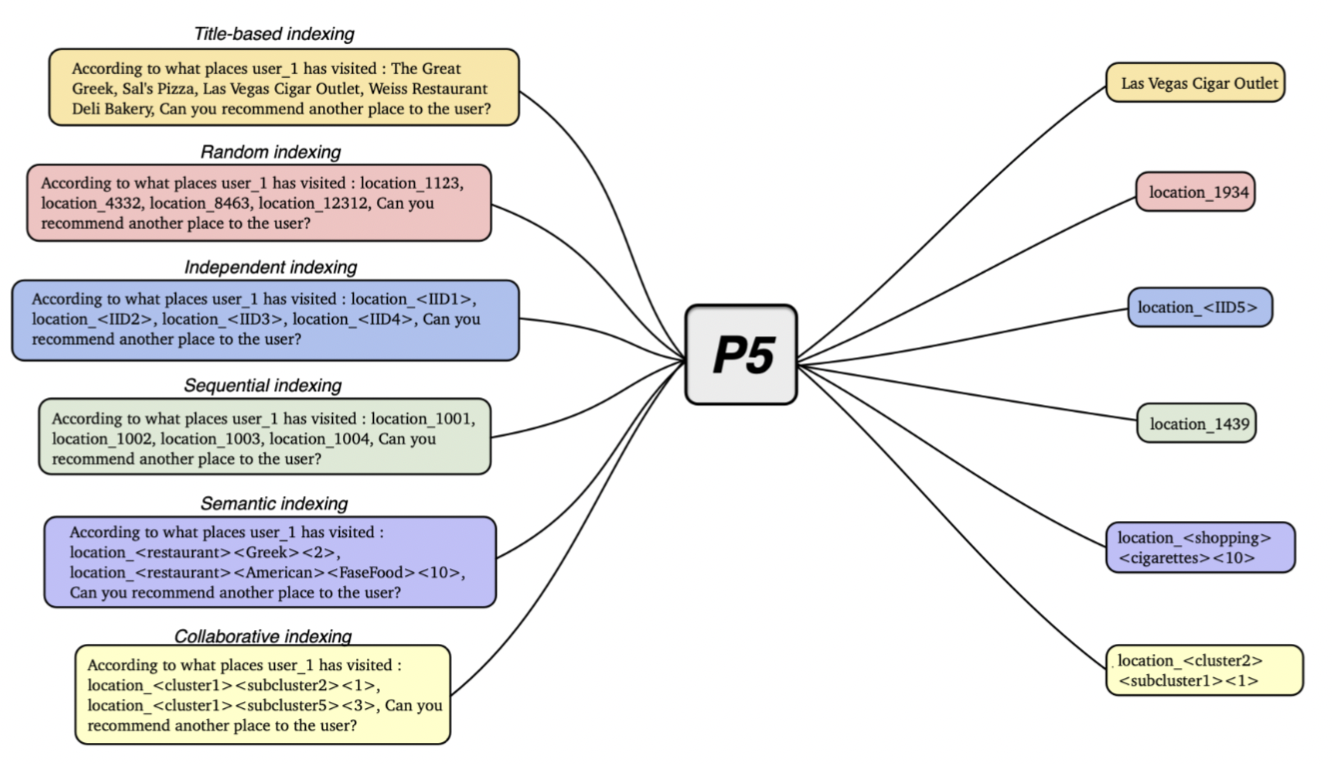 Title-based indexing
According to what places user_1 has visited : The Great
Greek, Sal's Pizza, Las Vegas Cigar Outlet, Weiss Restaurant
Deli Bakery, Can you recommend another place to the user?
Random indexing
According to what places user_1 has visited : location_1123,
location_4332, location_8463, location_12312, Can you
recommend another place to the user?
Independent indexing
According to what places user_1 has visited : location_<IID1>,
location_<IID2>, location_<IID3>, location_<IID4>, Can you
recommend another place to the user?
Sequential indexing
According to what places user_1 has visited : location_1001,
location_1002, location_1003, location_1004, Can you
recommend another place to the user?
Semantic indexing
According to what places user_1 has visited :
location_<restaurant><Greek><2>,
location_<restaurant><American><FaseFood><10>,
Can you recommend another place to the user?
Collaborative indexing
According to what places user_1 has visited :
location_<cluster1><subcluster2><1>,
location_<cluster1><subcluster5><3>, Can you
recommend another place to the user?
P5
Las Vegas Cigar Outlet
location_1934
location_<IID5>
location_1439
location_<shopping>
<cigarettes><10>
location_<cluster2>
<subcluster1><1>